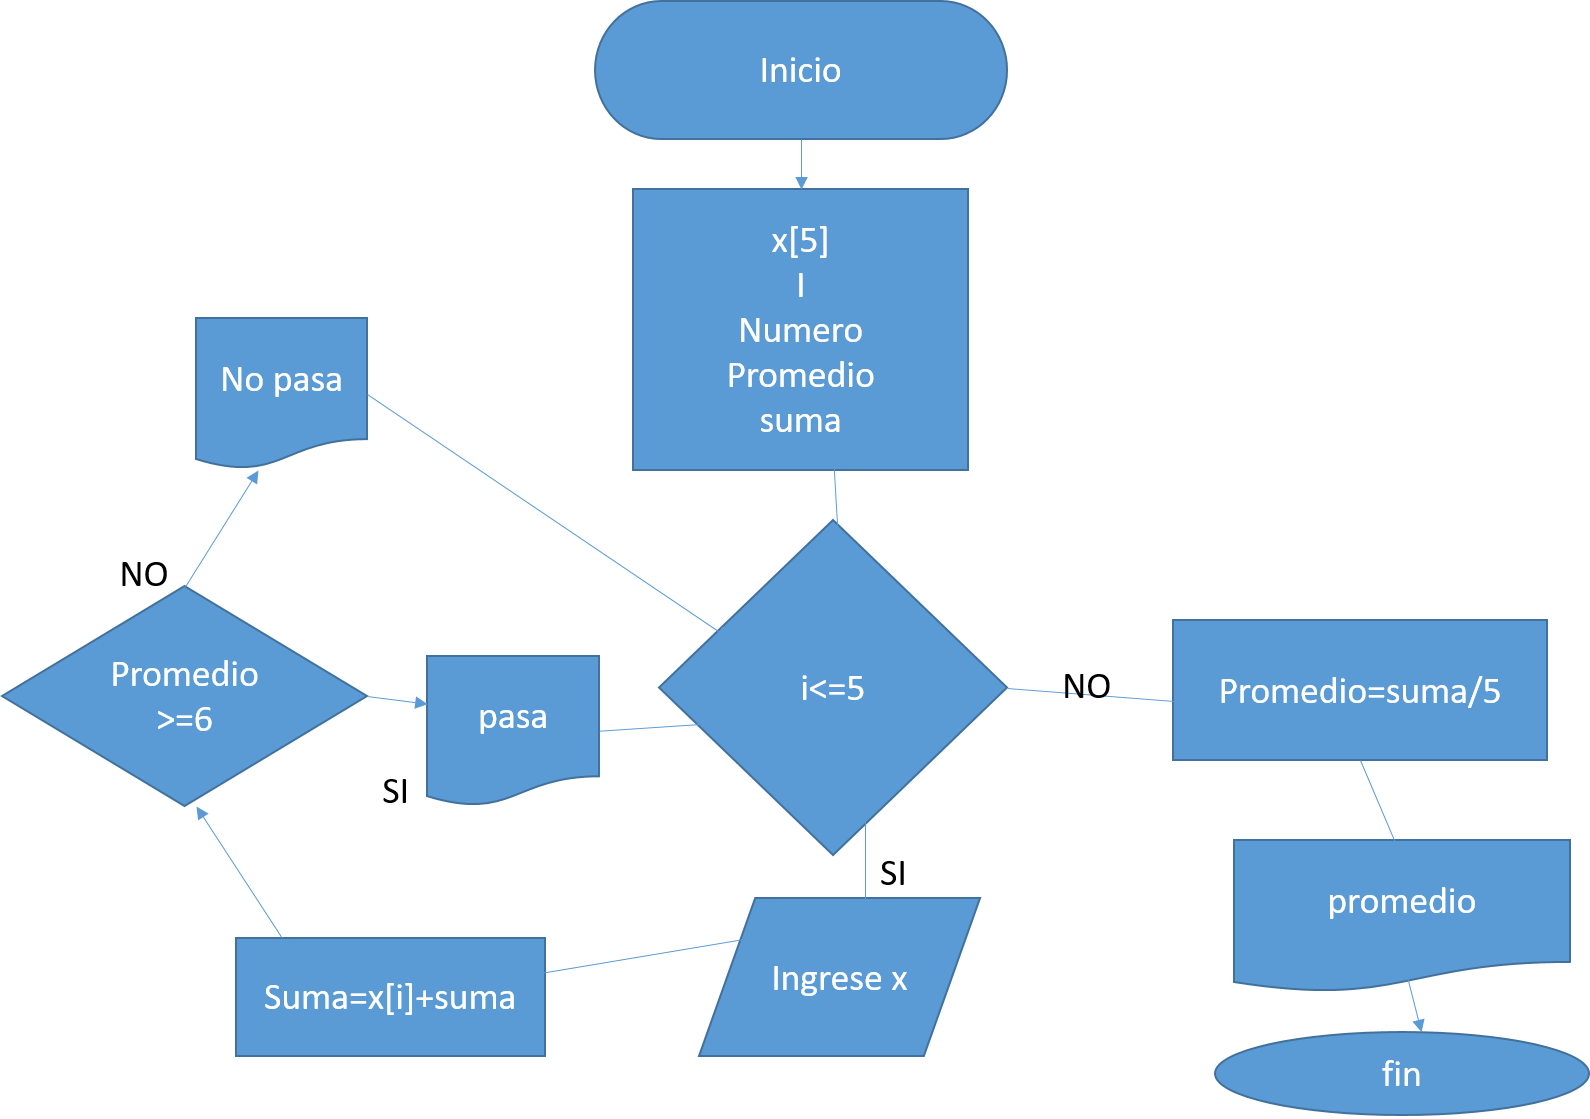 Inicio
x[5]
I
Numero
Promedio
suma
No pasa
NO
Promedio
>=6
pasa
SI
i<=5
NO
Promedio=suma/5
SI
promedio
Suma=x[i]+suma
Ingrese x
fin